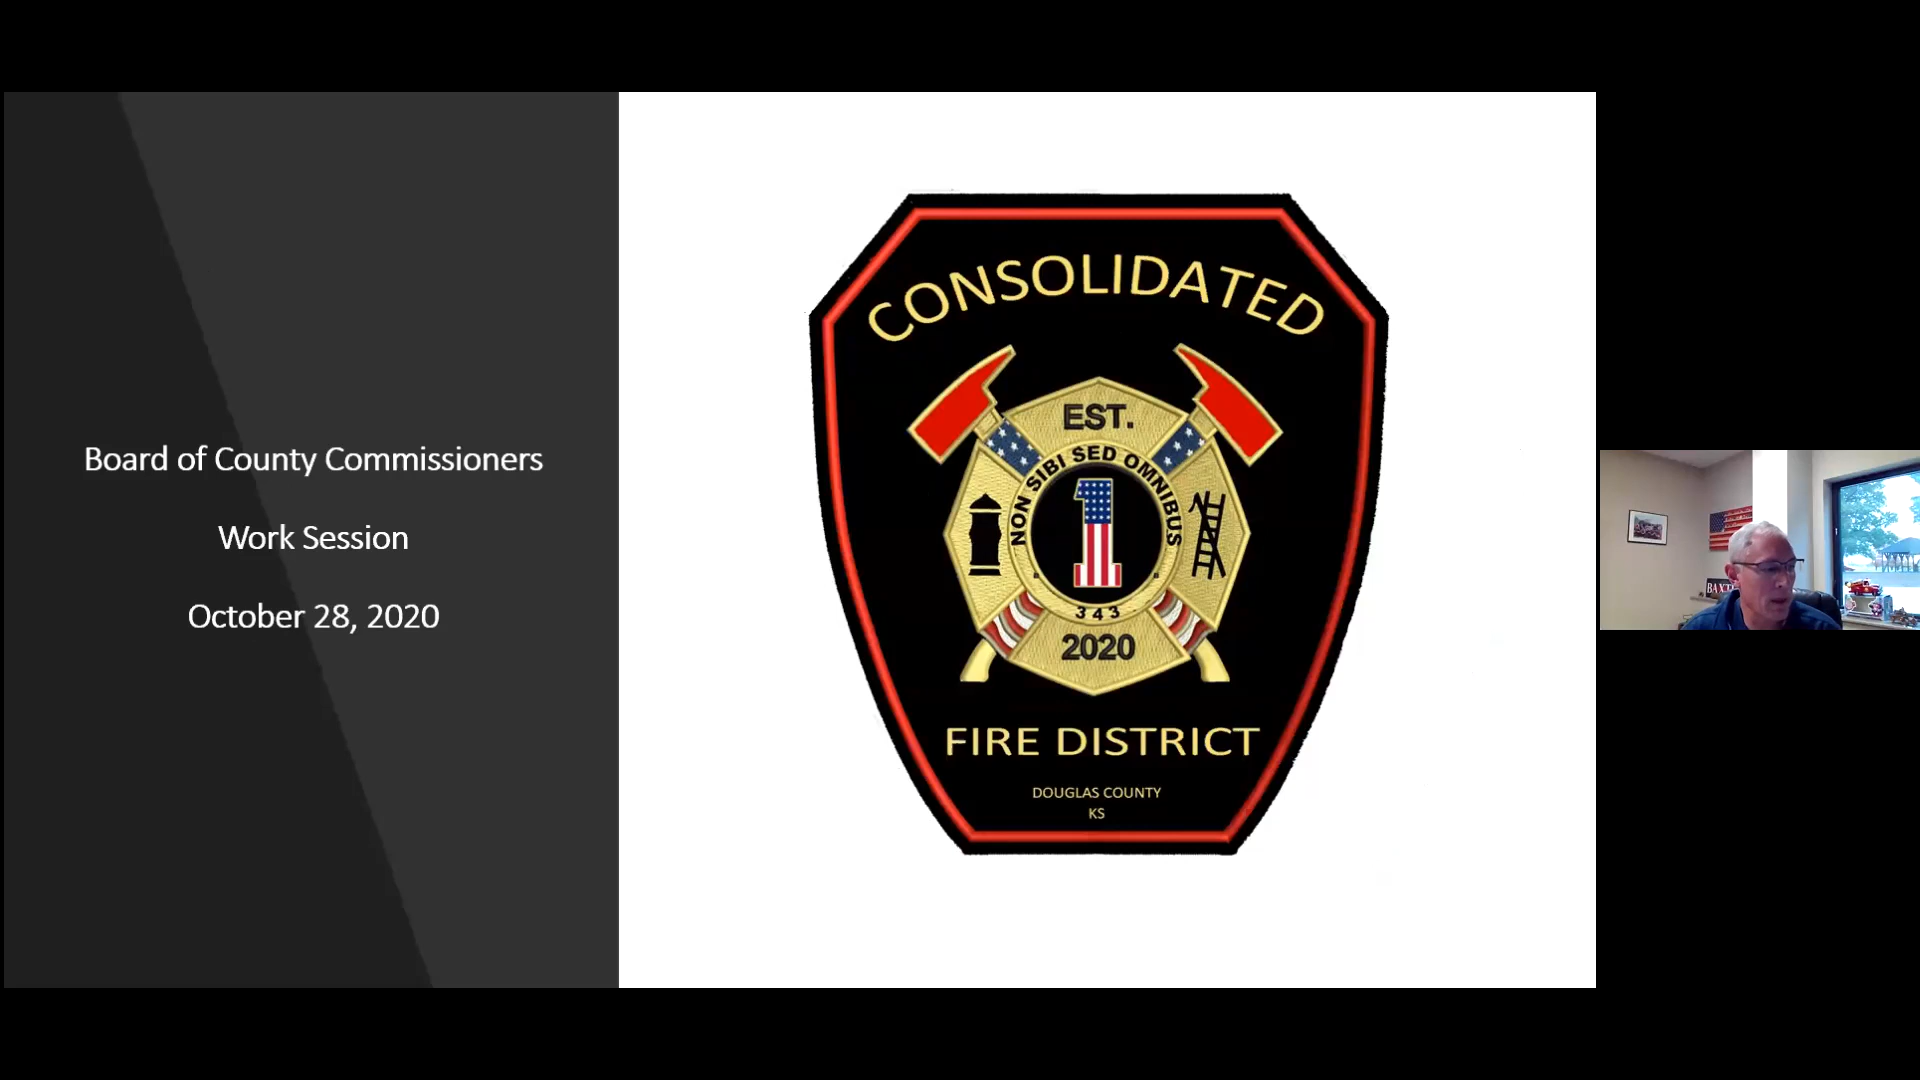 Board of County Commissioners
Work Session
October 28, 2020
CONSOLIDATED
EST.
NON SIBI SED OMNIBUS
1
343
2020
FIRE DISTRICT
DOUGLAS COUNTY
KS